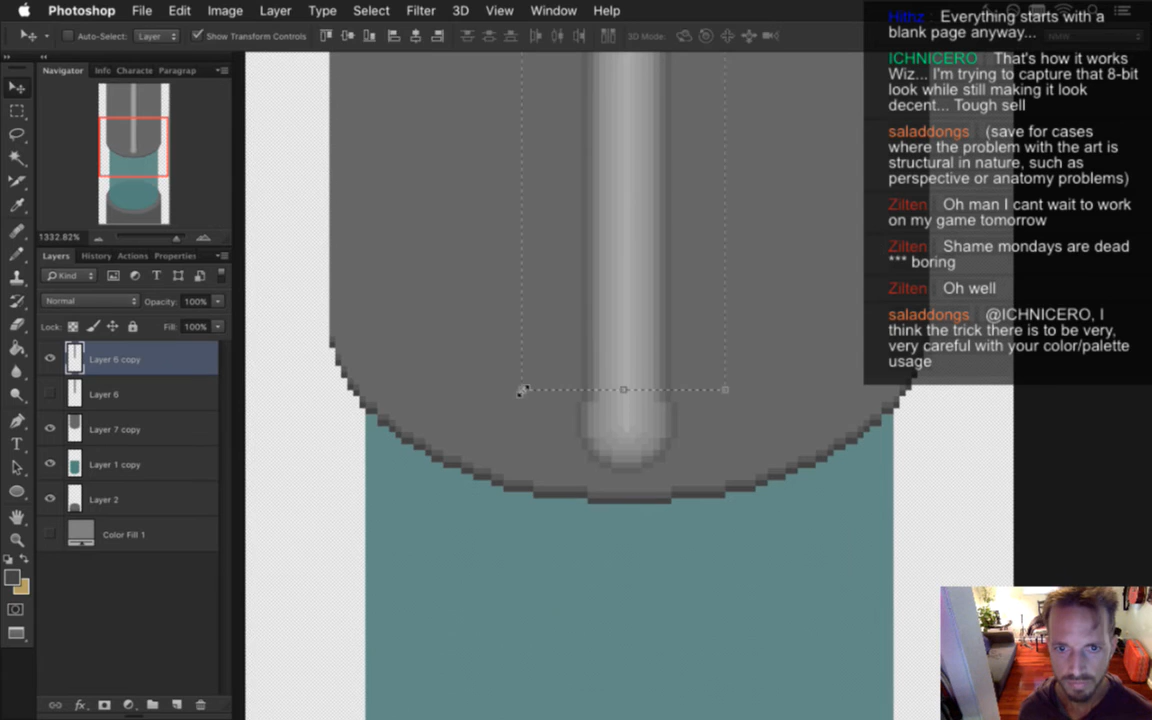 Photoshop File Edit Image Layer Type Select Filter 3D View Window Help
Auto-Select: Layer Show Transform Controls 3D Mode:
Navigator Info Characte Paragrap
1332.82%
Layers History Actions Properties
Kind
Normal Opacity: 100%
Lock: Fill: 100%
Layer 6 copy
Layer 6
Layer 7 copy
Layer 1 copy
Layer 2
Color Fill 1
fx
Hithz Everything starts with a
blank page anyway...
ICHNICERO That's how it works
Wiz... I'm trying to capture that 8-bit
look while still making it look
decent... Tough sell
saladdongs (save for cases
where the problem with the art is
structural in nature, such as
perspective or anatomy problems)
Zilten Oh man I cant wait to work
on my game tomorrow
Zilten Shame mondays are dead
*** boring
Zilten Oh well
saladdongs @ICHNICERO, I
think the trick there is to be very,
very careful with your color/palette
usage